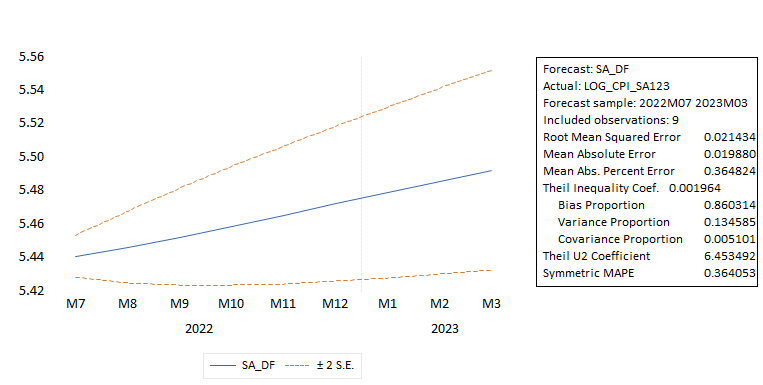 5.56
5.54
5.52
5.50
5.48
5.46
5.44
5.42
M7 M8 M9 M10 M11 M12 M1 M2 M3
2022 2023
SA_DF ± 2 S.E.
Forecast: SA_DF
Actual: LOG_CPI_SA123
Forecast sample: 2022M07 2023M03
Included observations: 9
Root Mean Squared Error 0.021434
Mean Absolute Error 0.019880
Mean Abs. Percent Error 0.364824
Theil Inequality Coef. 0.001964
Bias Proportion 0.860314
Variance Proportion 0.134585
Covariance Proportion 0.005101
Theil U2 Coefficient 6.453492
Symmetric MAPE 0.364053